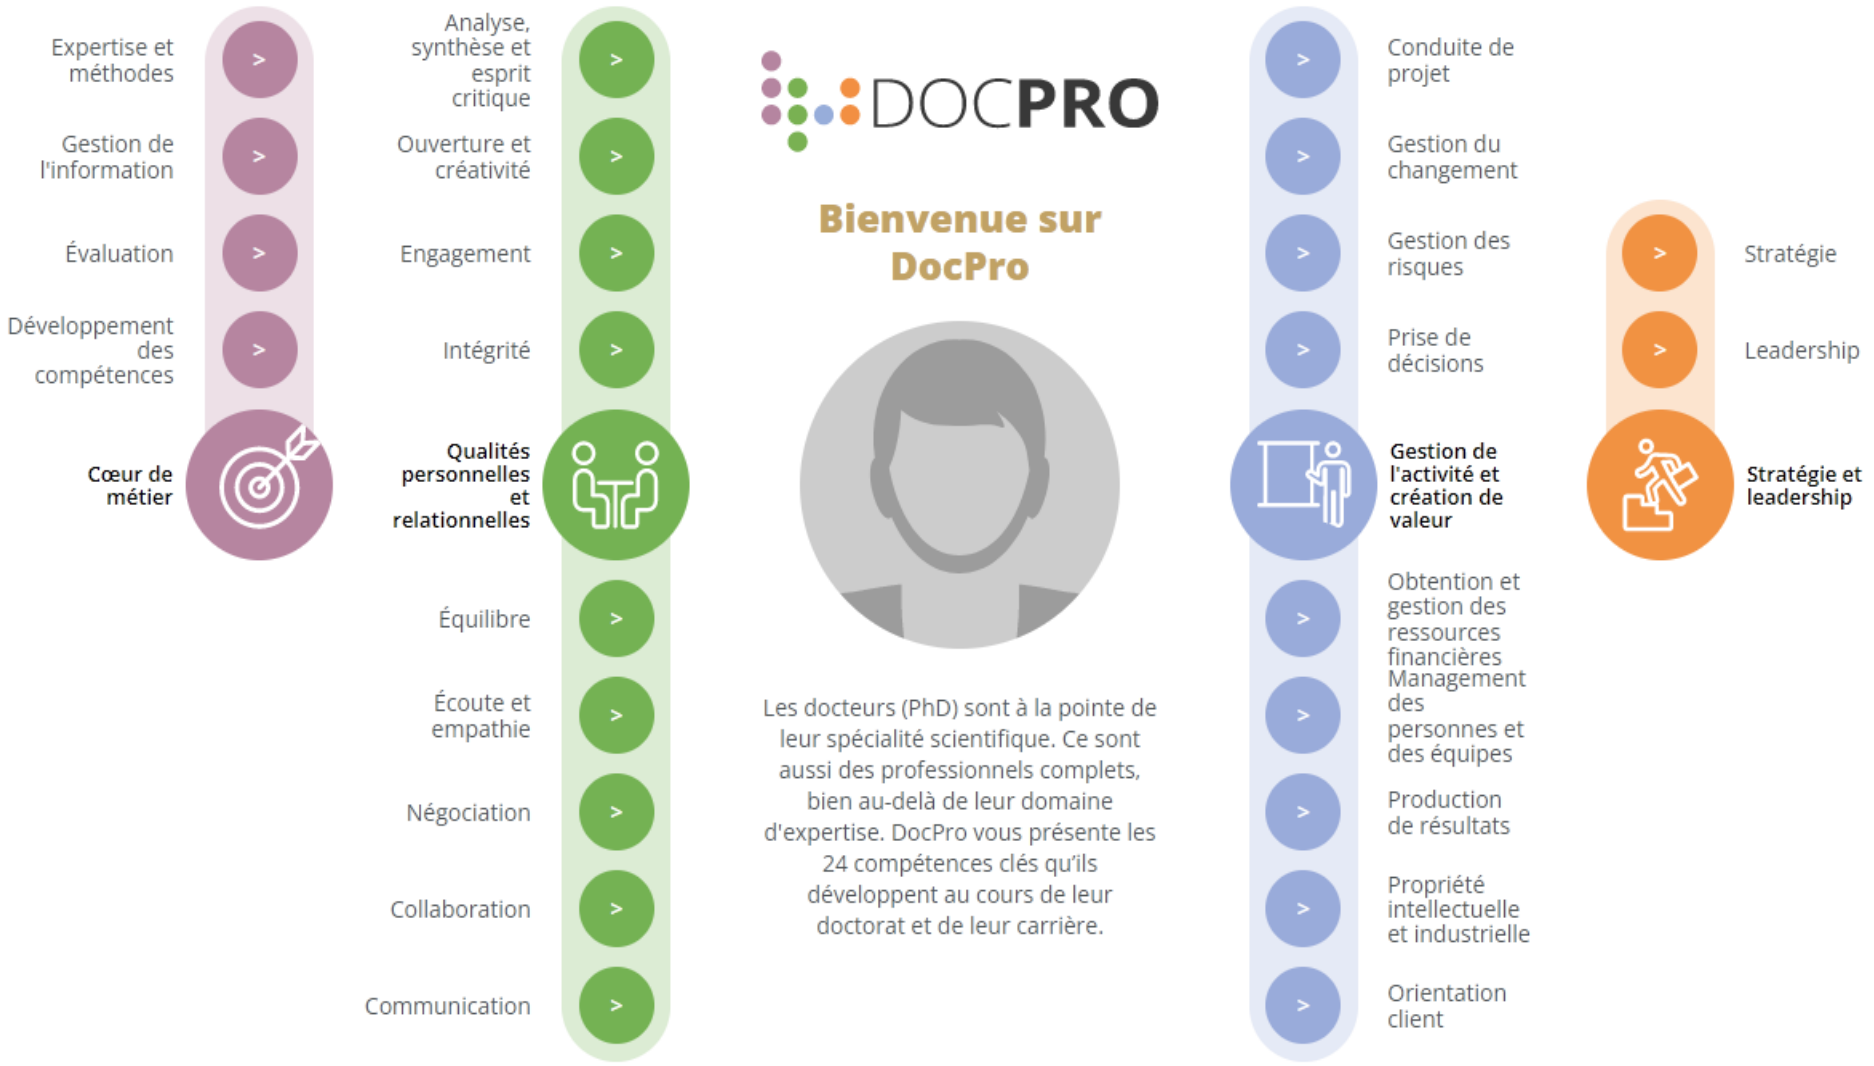 Expertise et
méthodes
>
Gestion de
l'information
>
Évaluation
>
Développement
des
compétences
>
Cœur de
métier
Analyse,
synthèse et
esprit
critique
>
Ouverture et
créativité
>
Engagement
>
Intégrité
>
Qualités
personnelles
et
relationnelles
Équilibre
>
Écoute et
empathie
>
Négociation
>
Collaboration
>
Communication
>
DOCPRO
Bienvenue sur
DocPro
Les docteurs (PhD) sont à la pointe de
leur spécialité scientifique. Ce sont
aussi des professionnels complets,
bien au-delà de leur domaine
d'expertise. DocPro vous présente les
24 compétences clés qu’ils
développent au cours de leur
doctorat et de leur carrière.
>
Conduite de
projet
>
Gestion du
changement
>
Gestion des
risques
>
Prise de
décisions
Gestion de
l'activité et
création de
valeur
>
Obtention et
gestion des
ressources
financières
>
Management
des
personnes et
des équipes
>
Production
de résultats
>
Propriété
intellectuelle
et industrielle
>
Orientation
client
>
Stratégie
>
Leadership
Stratégie et
leadership